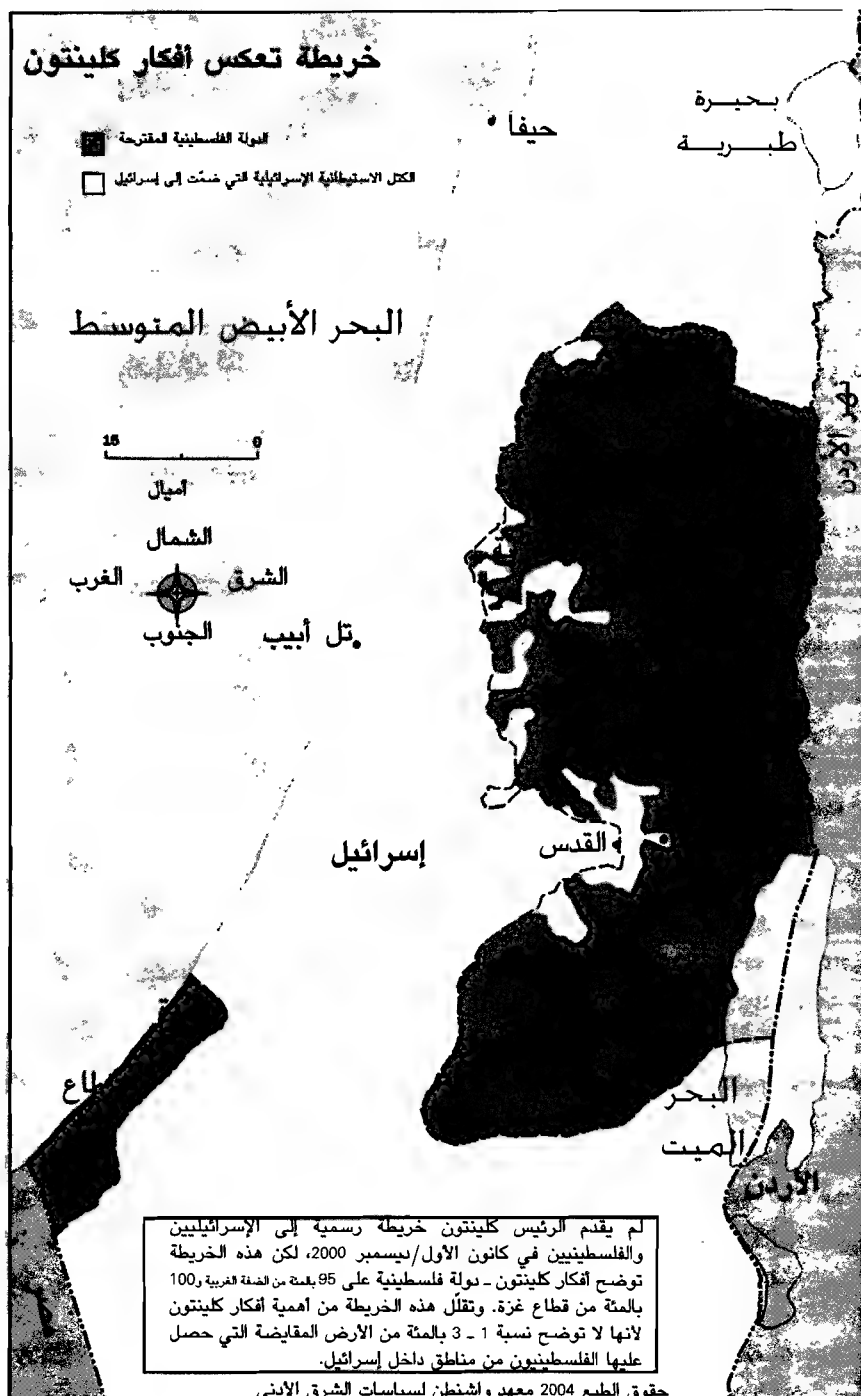 خريطة تعكس أفكار كلينتون
الدولة الفلسطينية المقترحة
الكتل الاستيطانية الإسرائيلية التي ضمّت إلى إسرائيل
حيفا
بحيرة
طبرية
البحر الأبيض المتوسط
نهر الأردن
15 0
أميال
الشمال
الشرق
الغرب
الجنوب
تل أبيب
القدس
إسرائيل
البحر
الميت
الأردن
مصر
لم يقدم الرئيس كلينتون خريطة رسمية إلى الإسرائيليين
والفلسطينيين في كانون الأول/ديسمبر 2000، لكن هذه الخريطة
توضح أفكار كلينتون - دولة فلسطينية على 95 بالمئة من الضفة الغربية و100
بالمئة من قطاع غزة. وتقلّل هذه الخريطة من أهمية أفكار كلينتون
لأنها لا توضح نسبة 1 - 3 بالمئة من الأرض المقايضة التي حصل
عليها الفلسطينيون من مناطق داخل إسرائيل.
حقوق الطبع 2004 معهد واشنطن لسياسات الشرق الأدنى